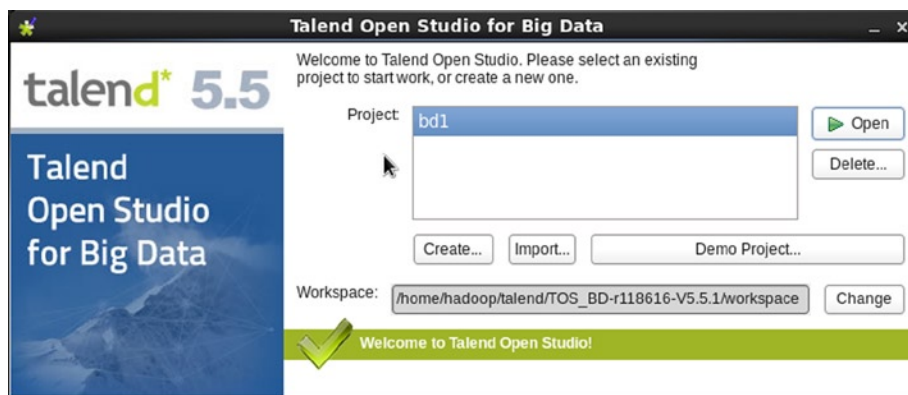 Talend Open Studio for Big Data
talend* 5.5
Talend
Open Studio
for Big Data
Welcome to Talend Open Studio. Please select an existing
project to start work, or create a new one.
Project:
bd1
Open
Delete...
Create...
Import...
Demo Project...
Workspace:
/home/hadoop/talend/TOS_BD-r118616-V5.5.1/workspace
Change
Welcome to Talend Open Studio!